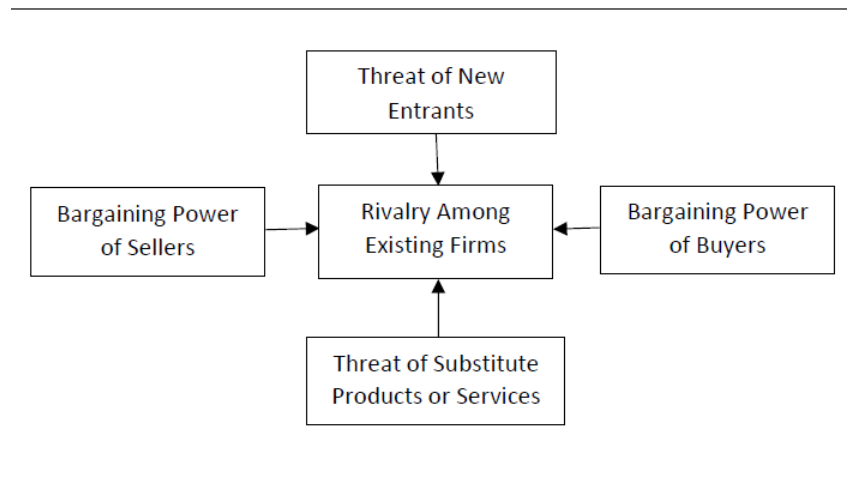 Threat of New
Entrants
Bargaining Power
of Sellers
Rivalry Among
Existing Firms
Bargaining Power
of Buyers
Threat of Substitute
Products or Services